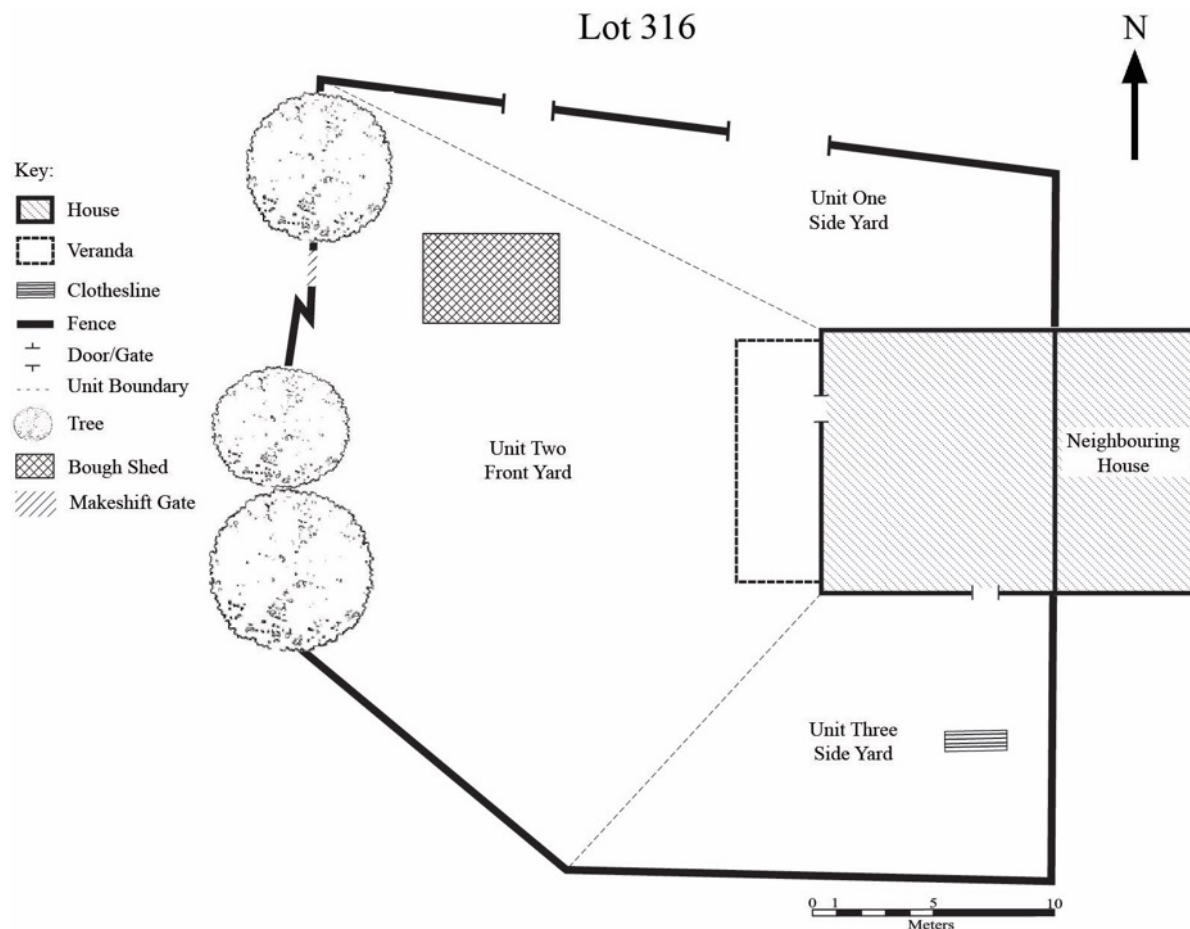 Lot 316
N
Key:
House
Veranda
Clothesline
Fence
Door/Gate
Unit Boundary
Tree
Bough Shed
Makeshift Gate
Unit One
Side Yard
Unit Two
Front Yard
Neighbouring
House
Unit Three
Side Yard
0 1 5 10
Meters